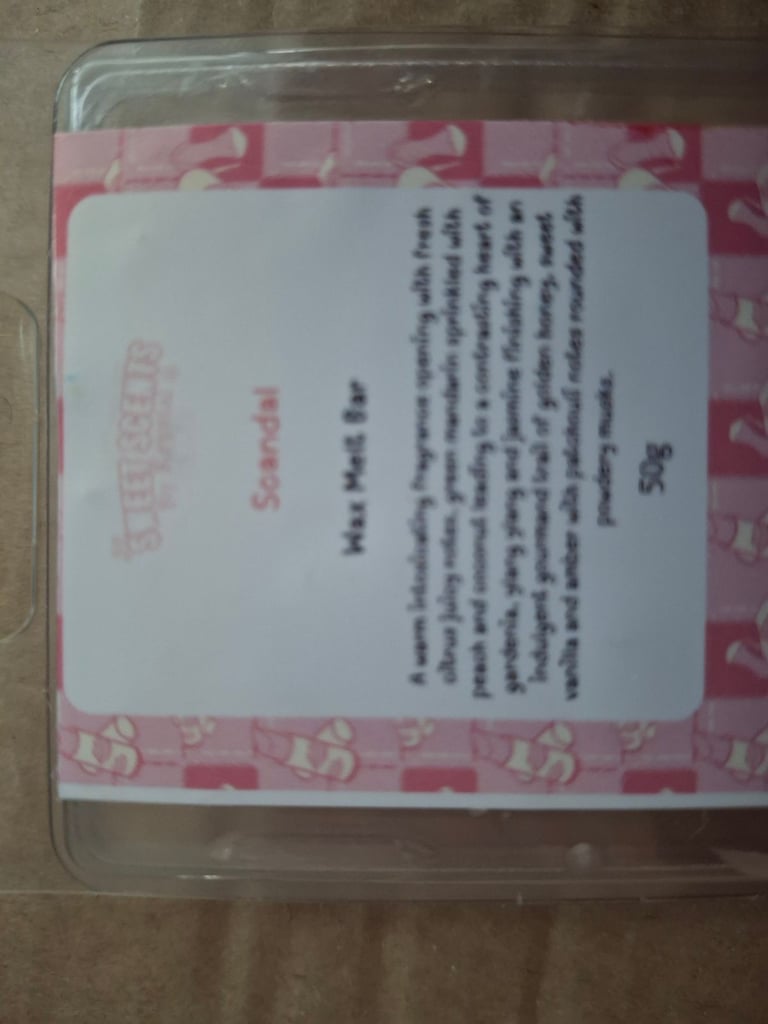 SWEET SCENTS
Scandal
Wax Melt Bar
A warm intoxicating fragrance opening with fresh
citrus juicy notes, green mandarin sprinkled with
peach and coconut leading to a contrasting heart of
gardenia, ylang ylang and jasmine finishing with an
indulgent gourmand trail of golden honey, sweet
vanilla and amber with patchouli notes rounded with
powdery musks.
50g